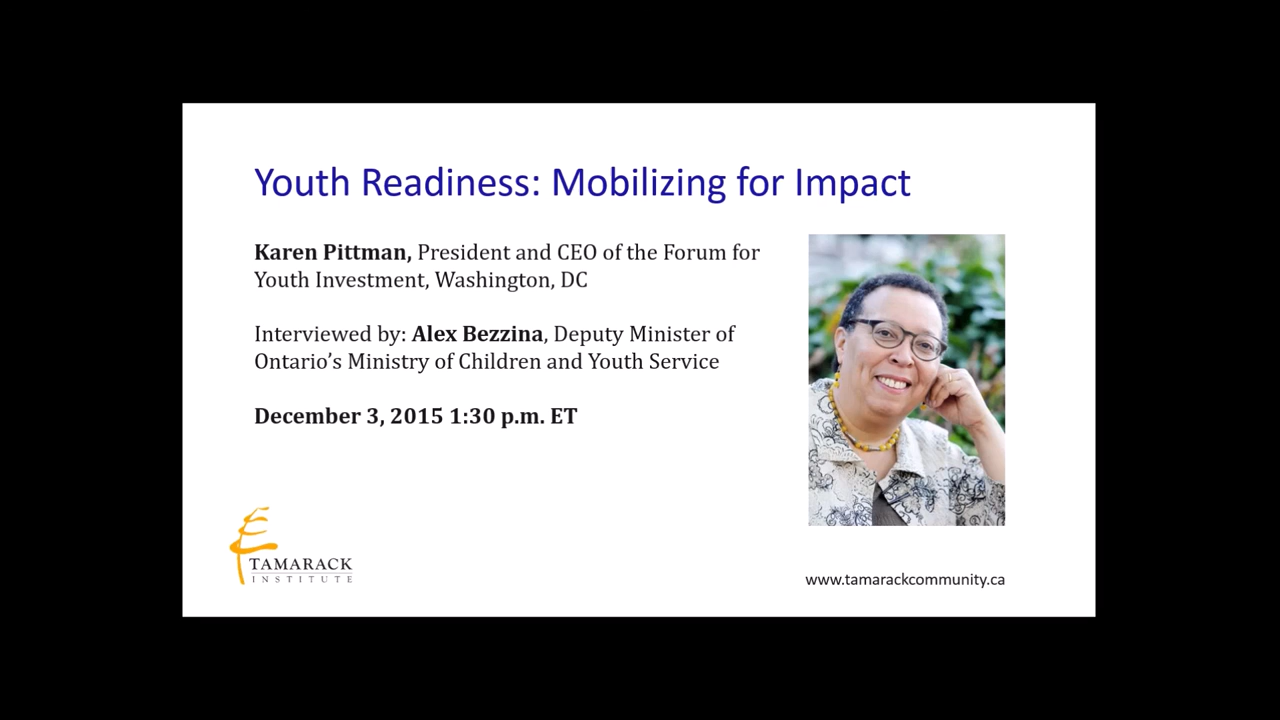 Youth Readiness: Mobilizing for Impact
Karen Pittman, President and CEO of the Forum for
Youth Investment, Washington, DC
Interviewed by: Alex Bezzina, Deputy Minister of
Ontario’s Ministry of Children and Youth Service
December 3, 2015 1:30 p.m. ET
TAMARACK
INSTITUTE
www.tamarackcommunity.ca